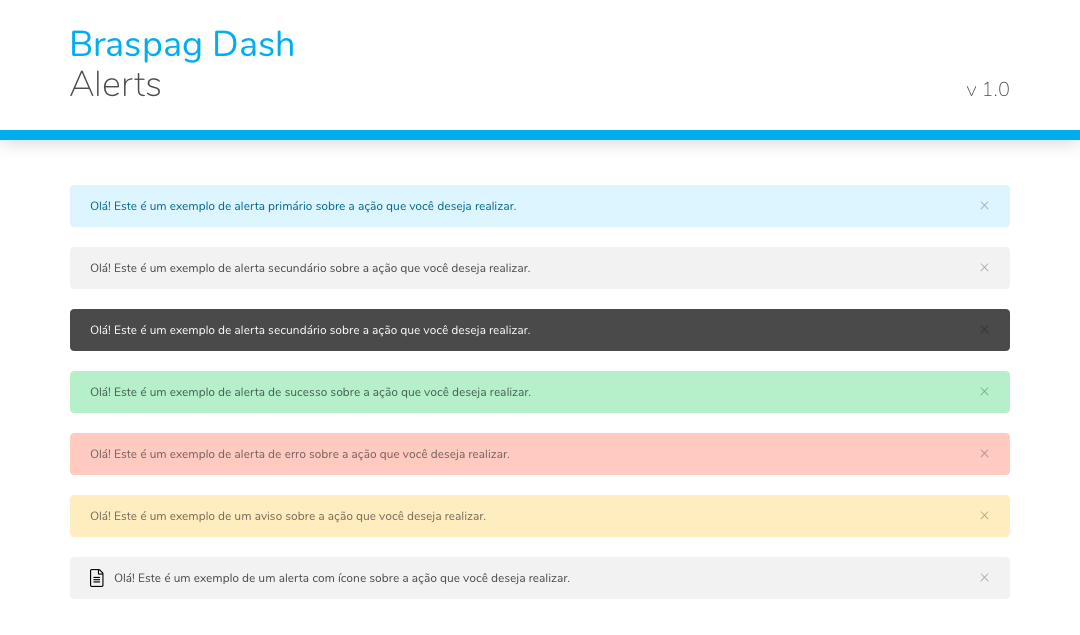 Braspag Dash
Alerts
v 1.0
Olá! Este é um exemplo de alerta primário sobre a ação que você deseja realizar.
Olá! Este é um exemplo de alerta secundário sobre a ação que você deseja realizar.
Olá! Este é um exemplo de alerta secundário sobre a ação que você deseja realizar.
Olá! Este é um exemplo de alerta de sucesso sobre a ação que você deseja realizar.
Olá! Este é um exemplo de alerta de erro sobre a ação que você deseja realizar.
Olá! Este é um exemplo de um aviso sobre a ação que você deseja realizar.
Olá! Este é um exemplo de um alerta com ícone sobre a ação que você deseja realizar.